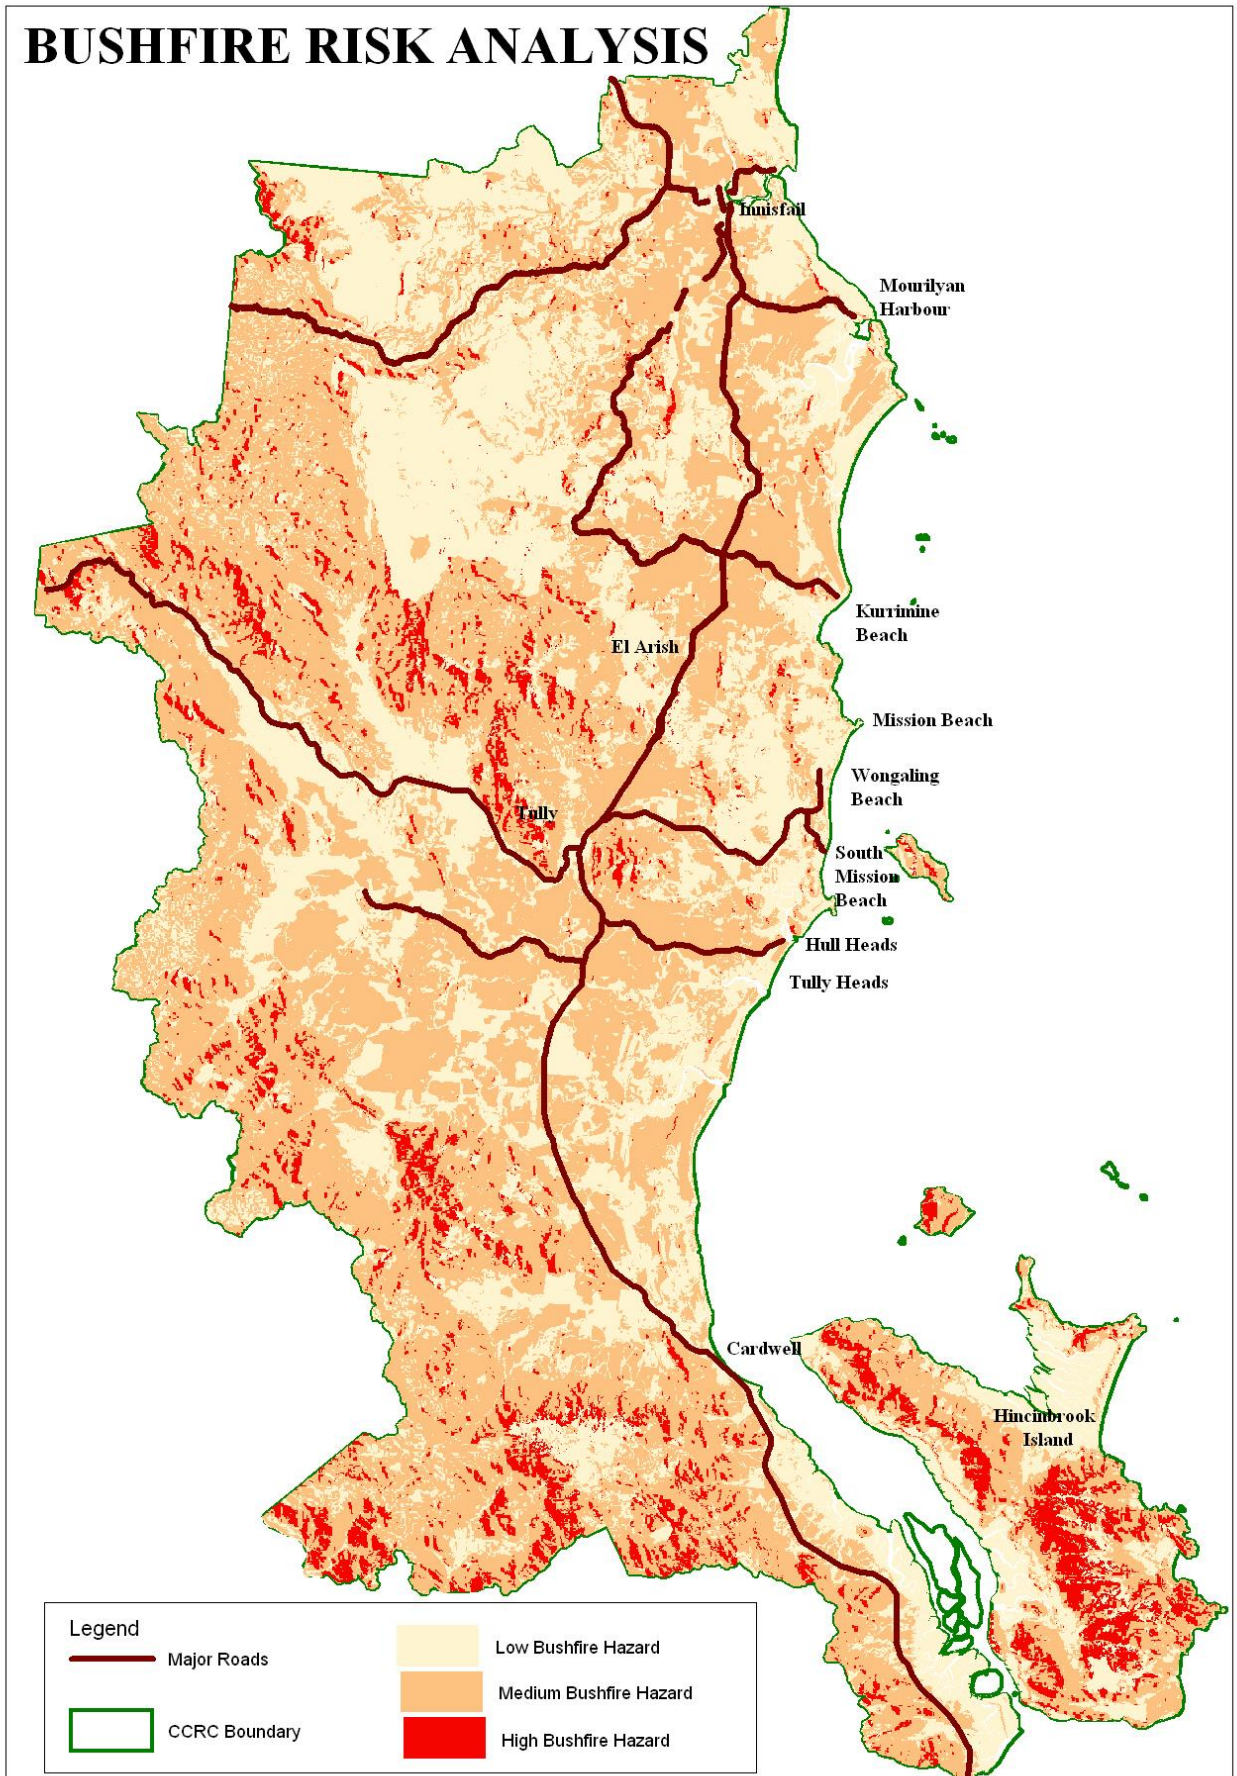 BUSHFIRE RISK ANALYSIS
Innisfail
Mourilyan
Harbour
Kurrimine
Beach
El Arish
Mission Beach
Wongaling
Beach
Tully
South
Mission
Beach
Hull Heads
Tully Heads
Cardwell
Hincinbrook
Island
Legend
Major Roads
CCRC Boundary
Low Bushfire Hazard
Medium Bushfire Hazard
High Bushfire Hazard